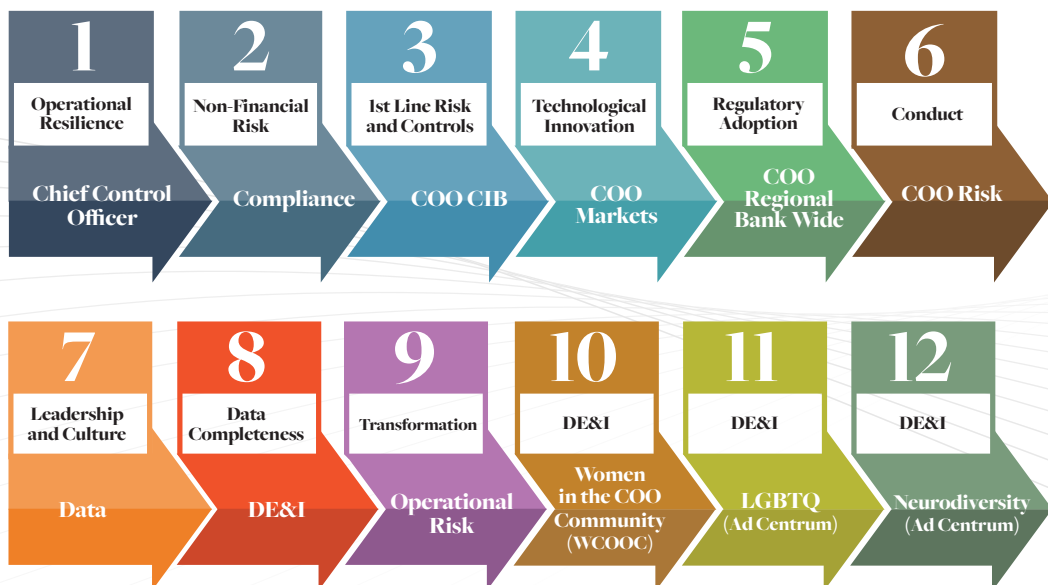 1
Operational
Resilience
Chief Control
Officer
2
Non-Financial
Risk
Compliance
3
1st Line Risk
and Controls
COO CIB
4
Technological
Innovation
COO
Markets
5
Regulatory
Adoption
COO
Regional
Bank Wide
6
Conduct
COO Risk
7
Leadership
and Culture
Data
8
Data
Completeness
DE&I
9
Transformation
Operational
Risk
10
DE&I
Women
in the COO
Community
(WCOOC)
11
DE&I
LGBTQ
(Ad Centrum)
12
DE&I
Neurodiversity
(Ad Centrum)